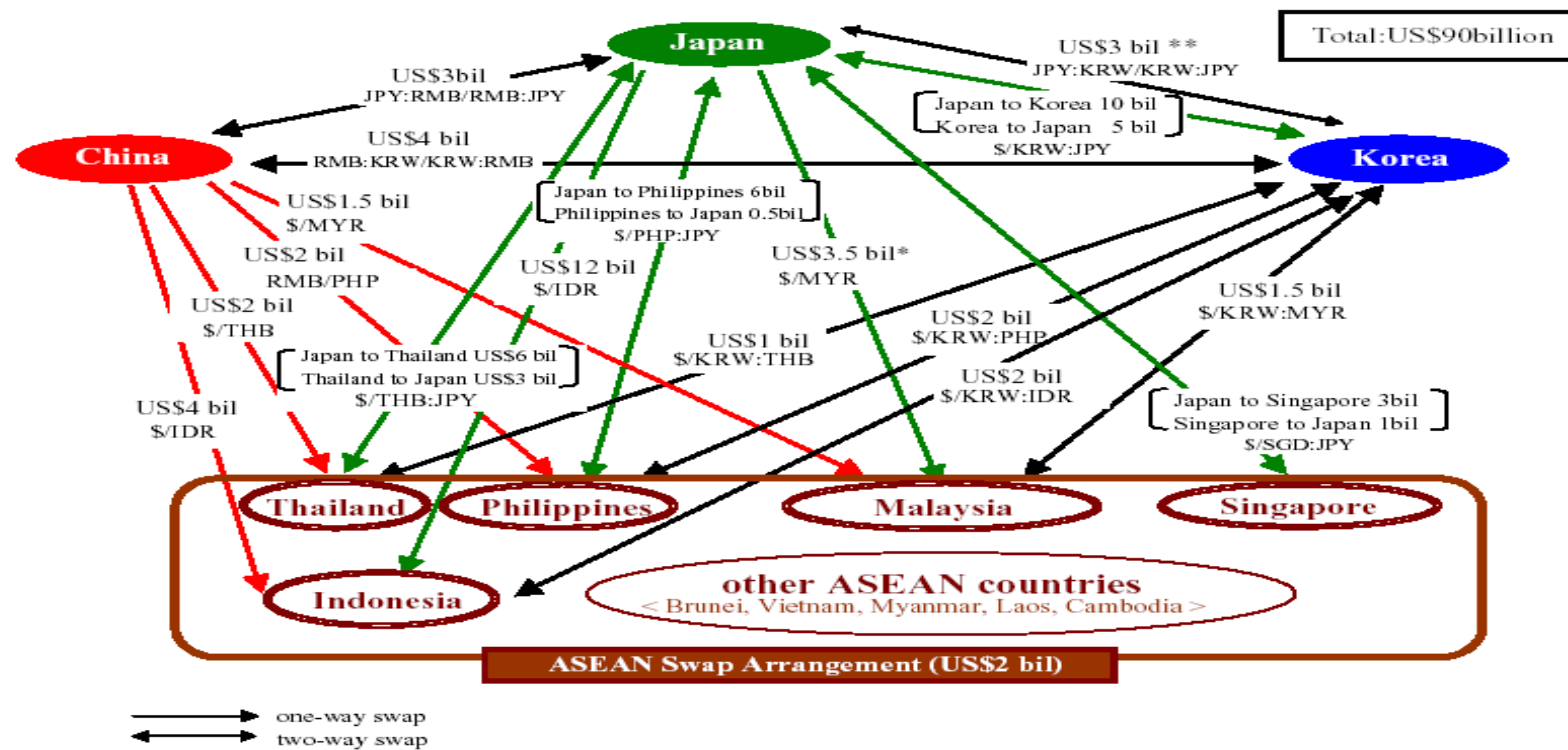 Japan
Total:US$90billion
US$3 bil **
JPY:KRW/KRW:JPY
US$3bil
JPY:RMB/RMB:JPY
Japan to Korea 10 bil
Korea to Japan 5 bil
$/KRW:JPY
China
US$4 bil
RMB:KRW/KRW:RMB
Korea
US$1.5 bil
$/MYR
Japan to Philippines 6bil
Philippines to Japan 0.5bil
$/PHP:JPY
US$2 bil
RMB/PHP
US$12 bil
$/IDR
US$3.5 bil*
$/MYR
US$2 bil
$/THB
US$1 bil
$/KRW:THB
US$2 bil
$/KRW:PHP
US$1.5 bil
$/KRW:MYR
Japan to Thailand US$6 bil
Thailand to Japan US$3 bil
$/THB:JPY
US$2 bil
$/KRW:IDR
US$4 bil
$/IDR
Japan to Singapore 3bil
Singapore to Japan 1bil
$/SGD:JPY
Thailand
Philippines
Malaysia
Singapore
Indonesia
other ASEAN countries
< Brunei, Vietnam, Myanmar, Laos, Cambodia >
ASEAN Swap Arrangement (US$2 bil)
one-way swap
two-way swap